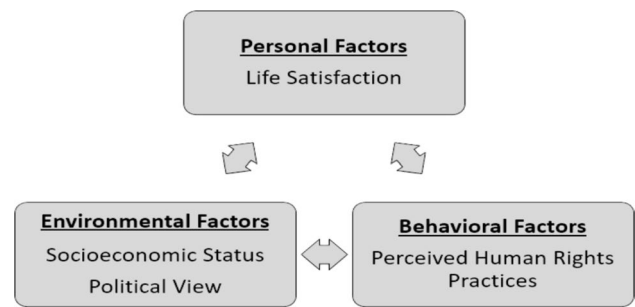 Personal Factors
Life Satisfaction
Environmental Factors
Socioeconomic Status
Political View
Behavioral Factors
Perceived Human Rights
Practices